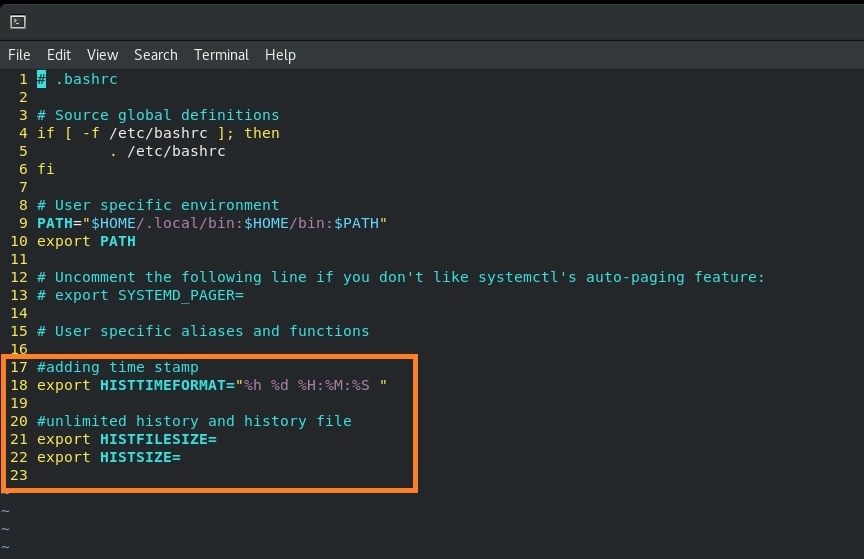 File Edit View Search Terminal Help
1 # .bashrc
2
3 # Source global definitions
4 if [ -f /etc/bashrc ]; then
5         . /etc/bashrc
6 fi
7
8 # User specific environment
9 PATH="$HOME/.local/bin:$HOME/bin:$PATH"
10 export PATH
11
12 # Uncomment the following line if you don't like systemctl's auto-paging feature:
13 # export SYSTEMD_PAGER=
14
15 # User specific aliases and functions
16
17 #adding time stamp
18 export HISTTIMEFORMAT="%h %d %H:%M:%S "
19
20 #unlimited history and history file
21 export HISTFILESIZE=
22 export HISTSIZE=
23
~
~
~
~